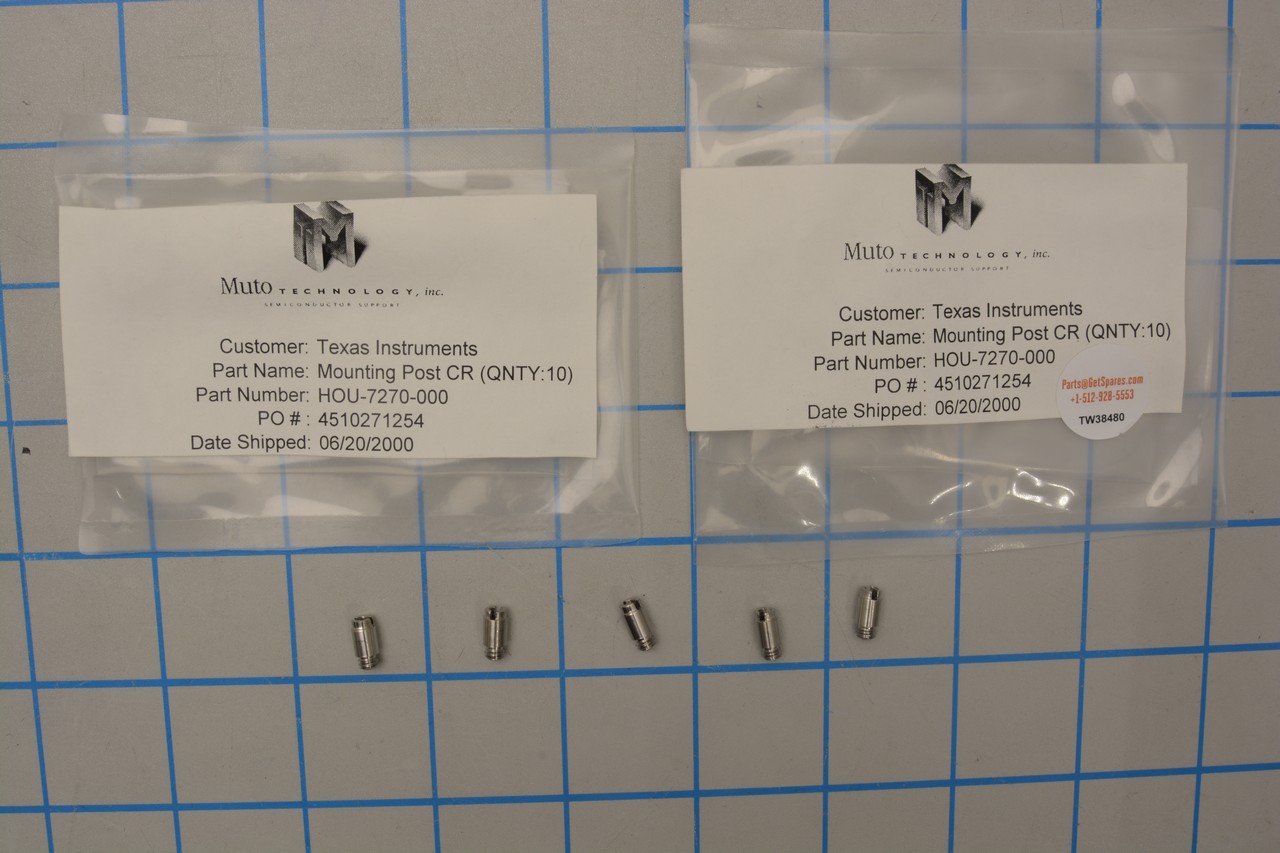 TFM
Muto TECHNOLOGY, inc.
SEMICONDUCTOR SUPPORT
Customer: Texas Instruments
Part Name: Mounting Post CR (QNTY:10)
Part Number: HOU-7270-000
PO # : 4510271254
Date Shipped: 06/20/2000
TFM
Muto TECHNOLOGY, inc.
SEMICONDUCTOR SUPPORT
Customer: Texas Instruments
Part Name: Mounting Post CR (QNTY:10)
Part Number: HOU-7270-000
PO # : 4510271254
Date Shipped: 06/20/2000
Parts@GetSpares.com
+1-512-928-5553
TW38480